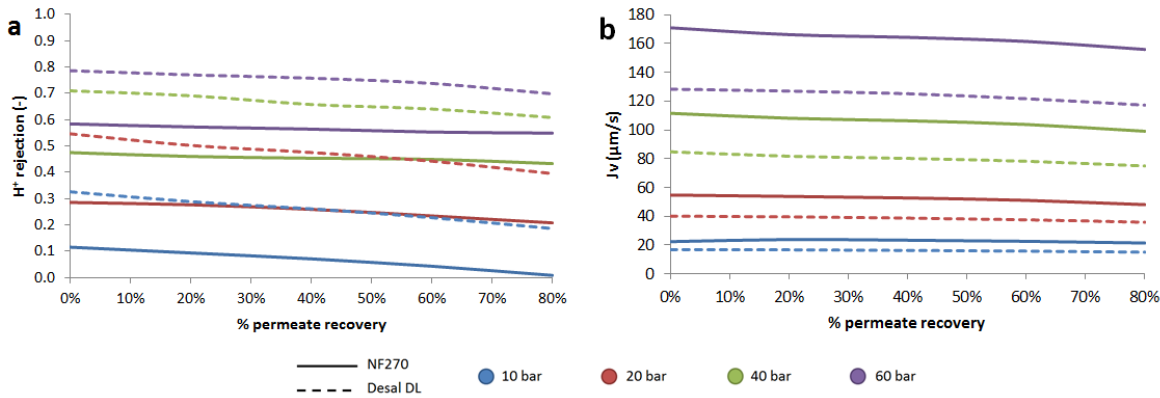 a
H⁺ rejection (-)
1.0
0.9
0.8
0.7
0.6
0.5
0.4
0.3
0.2
0.1
0.0
0% 10% 20% 30% 40% 50% 60% 70% 80%
% permeate recovery
b
Jv (µm/s)
180
160
140
120
100
80
60
40
20
0
0% 10% 20% 30% 40% 50% 60% 70% 80%
% permeate recovery
NF270
Desal DL
10 bar
20 bar
40 bar
60 bar